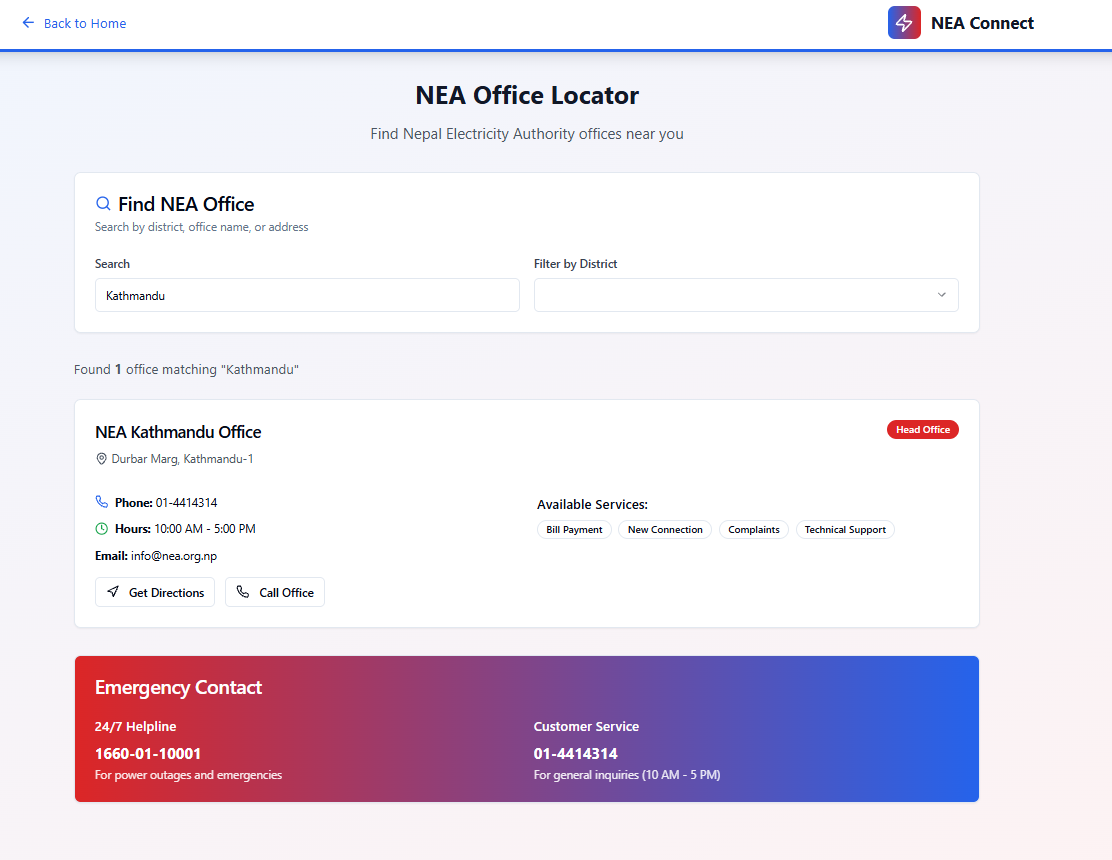 Back to Home
NEA Connect
NEA Office Locator
Find Nepal Electricity Authority offices near you
Find NEA Office
Search by district, office name, or address
Search
Filter by District
Kathmandu
Found 1 office matching "Kathmandu"
NEA Kathmandu Office
Head Office
Durbar Marg, Kathmandu-1
Phone: 01-4414314
Hours: 10:00 AM - 5:00 PM
Email: info@nea.org.np
Get Directions
Call Office
Available Services:
Bill Payment
New Connection
Complaints
Technical Support
Emergency Contact
24/7 Helpline
1660-01-10001
For power outages and emergencies
Customer Service
01-4414314
For general inquiries (10 AM - 5 PM)